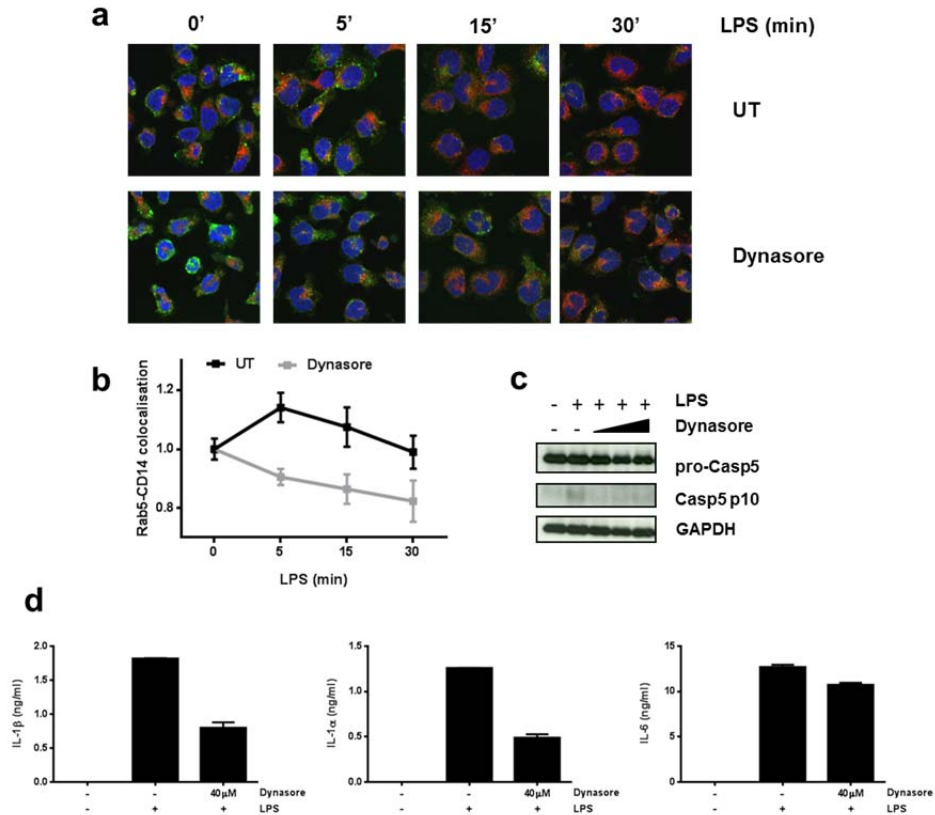 a
0’ 5’ 15’ 30’ LPS (min)
UT
Dynasore
b
UT Dynasore
Rab5-CD14 colocalisation
1.2
1.0
0.8
0 5 15 30
LPS (min)
c
- + + + + LPS
- - Dynasore
pro-Casp5
Casp5 p10
GAPDH
d
IL-1β (ng/ml)
2.0
1.5
1.0
0.5
0.0
- - 40μM Dynasore
- + + LPS
IL-1α (ng/ml)
1.5
1.0
0.5
0.0
- - 40μM Dynasore
- + + LPS
IL-6 (ng/ml)
15
10
5
0
- - 40μM Dynasore
- + + LPS